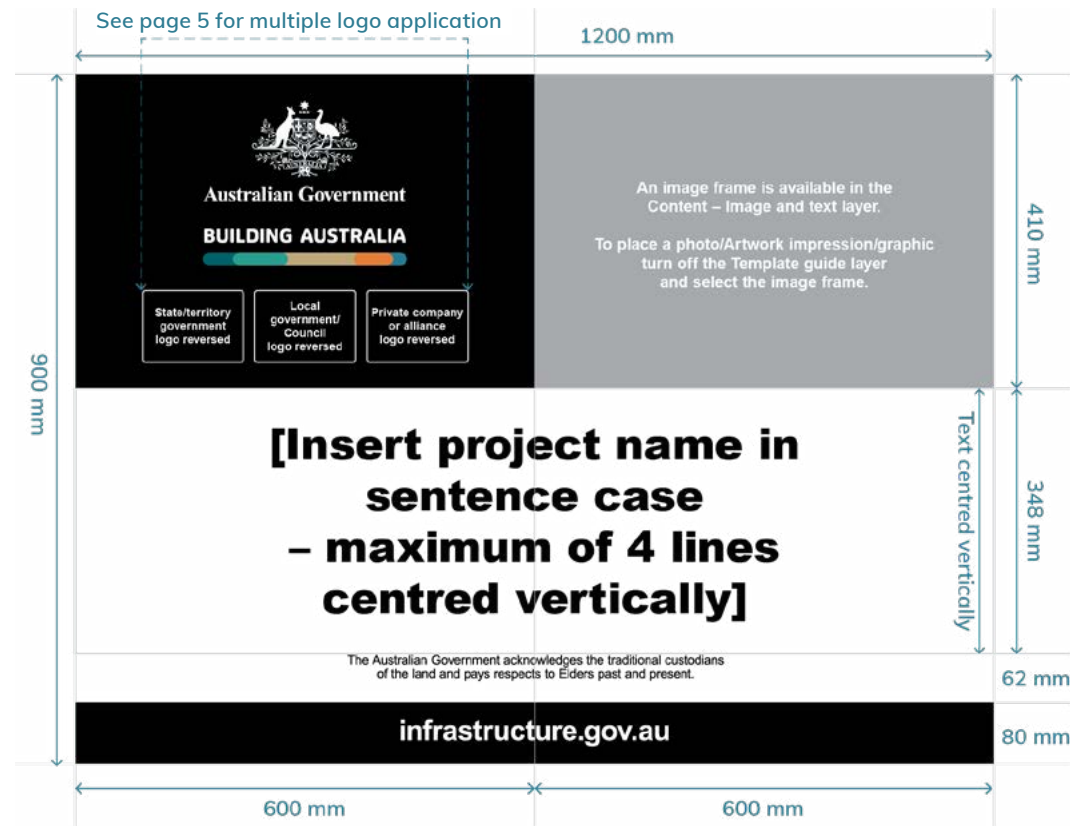 See page 5 for multiple logo application
1200 mm
Australian Government
BUILDING AUSTRALIA
State/territory
government
logo reversed
Local
government/
Council
logo reversed
Private company
or alliance
logo reversed
An image frame is available in the
Content – Image and text layer.
To place a photo/Artwork impression/graphic
turn off the Template guide layer
and select the image frame.
410 mm
900 mm
[Insert project name in
sentence case
– maximum of 4 lines
centred vertically]
Text centred vertically
348 mm
The Australian Government acknowledges the traditional custodians
of the land and pays respects to Elders past and present.
62 mm
infrastructure.gov.au
80 mm
600 mm
600 mm